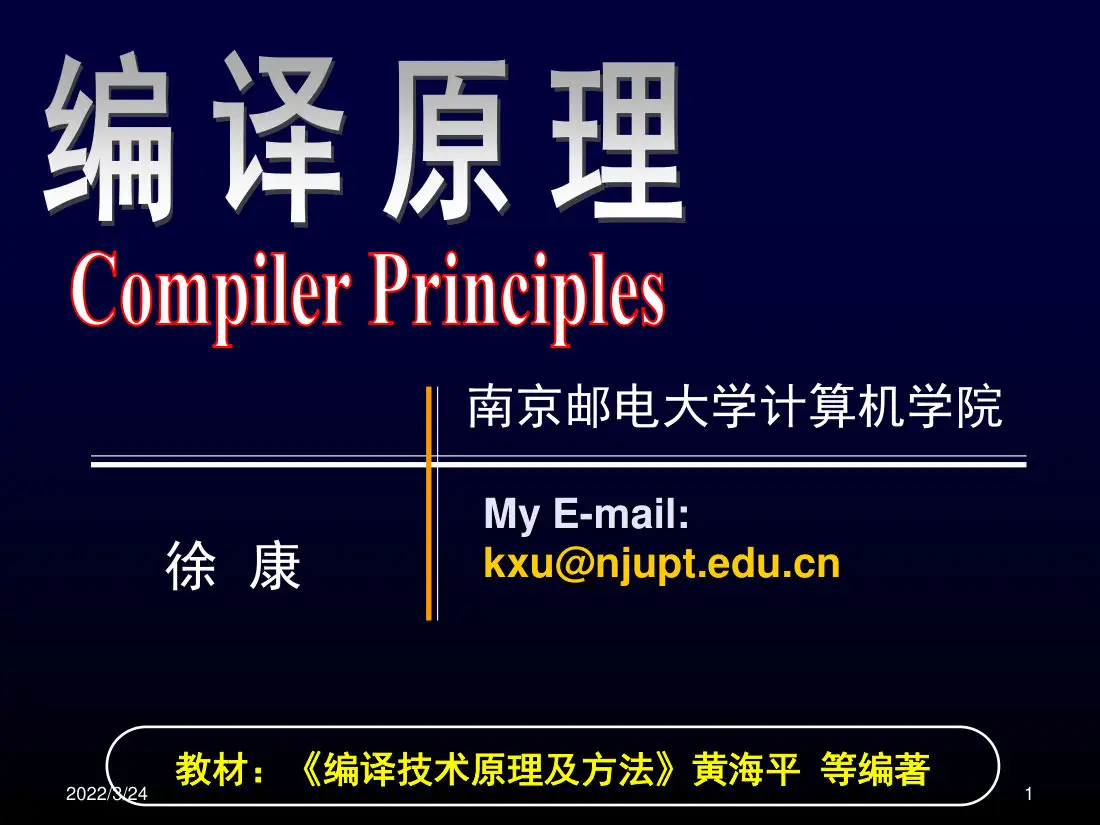 编译原理
Compiler Principles
南京邮电大学计算机学院
徐 康
My E-mail:
kxu@njupt.edu.cn
教材：《编译技术原理及方法》黄海平 等编著
2022/3/24
1